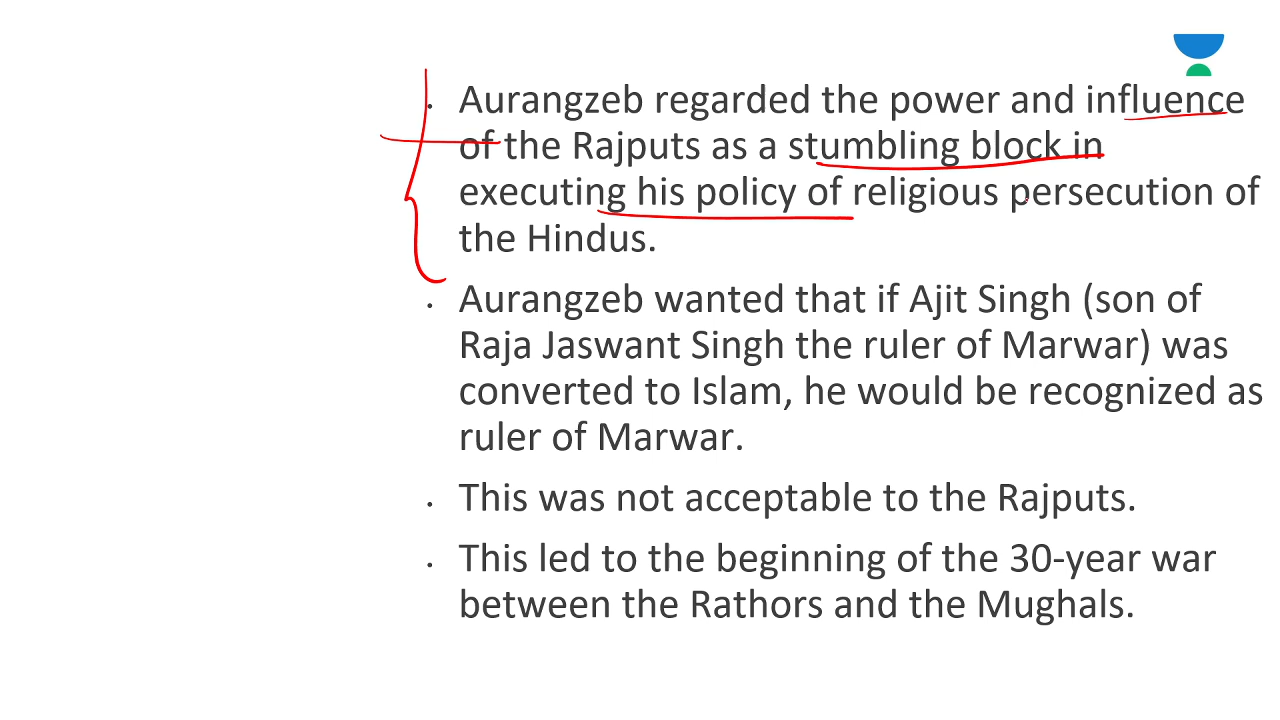 • Aurangzeb regarded the power and influence
of the Rajputs as a stumbling block in
executing his policy of religious persecution of
the Hindus.
• Aurangzeb wanted that if Ajit Singh (son of
Raja Jaswant Singh the ruler of Marwar) was
converted to Islam, he would be recognized as
ruler of Marwar.
• This was not acceptable to the Rajputs.
• This led to the beginning of the 30-year war
between the Rathors and the Mughals.